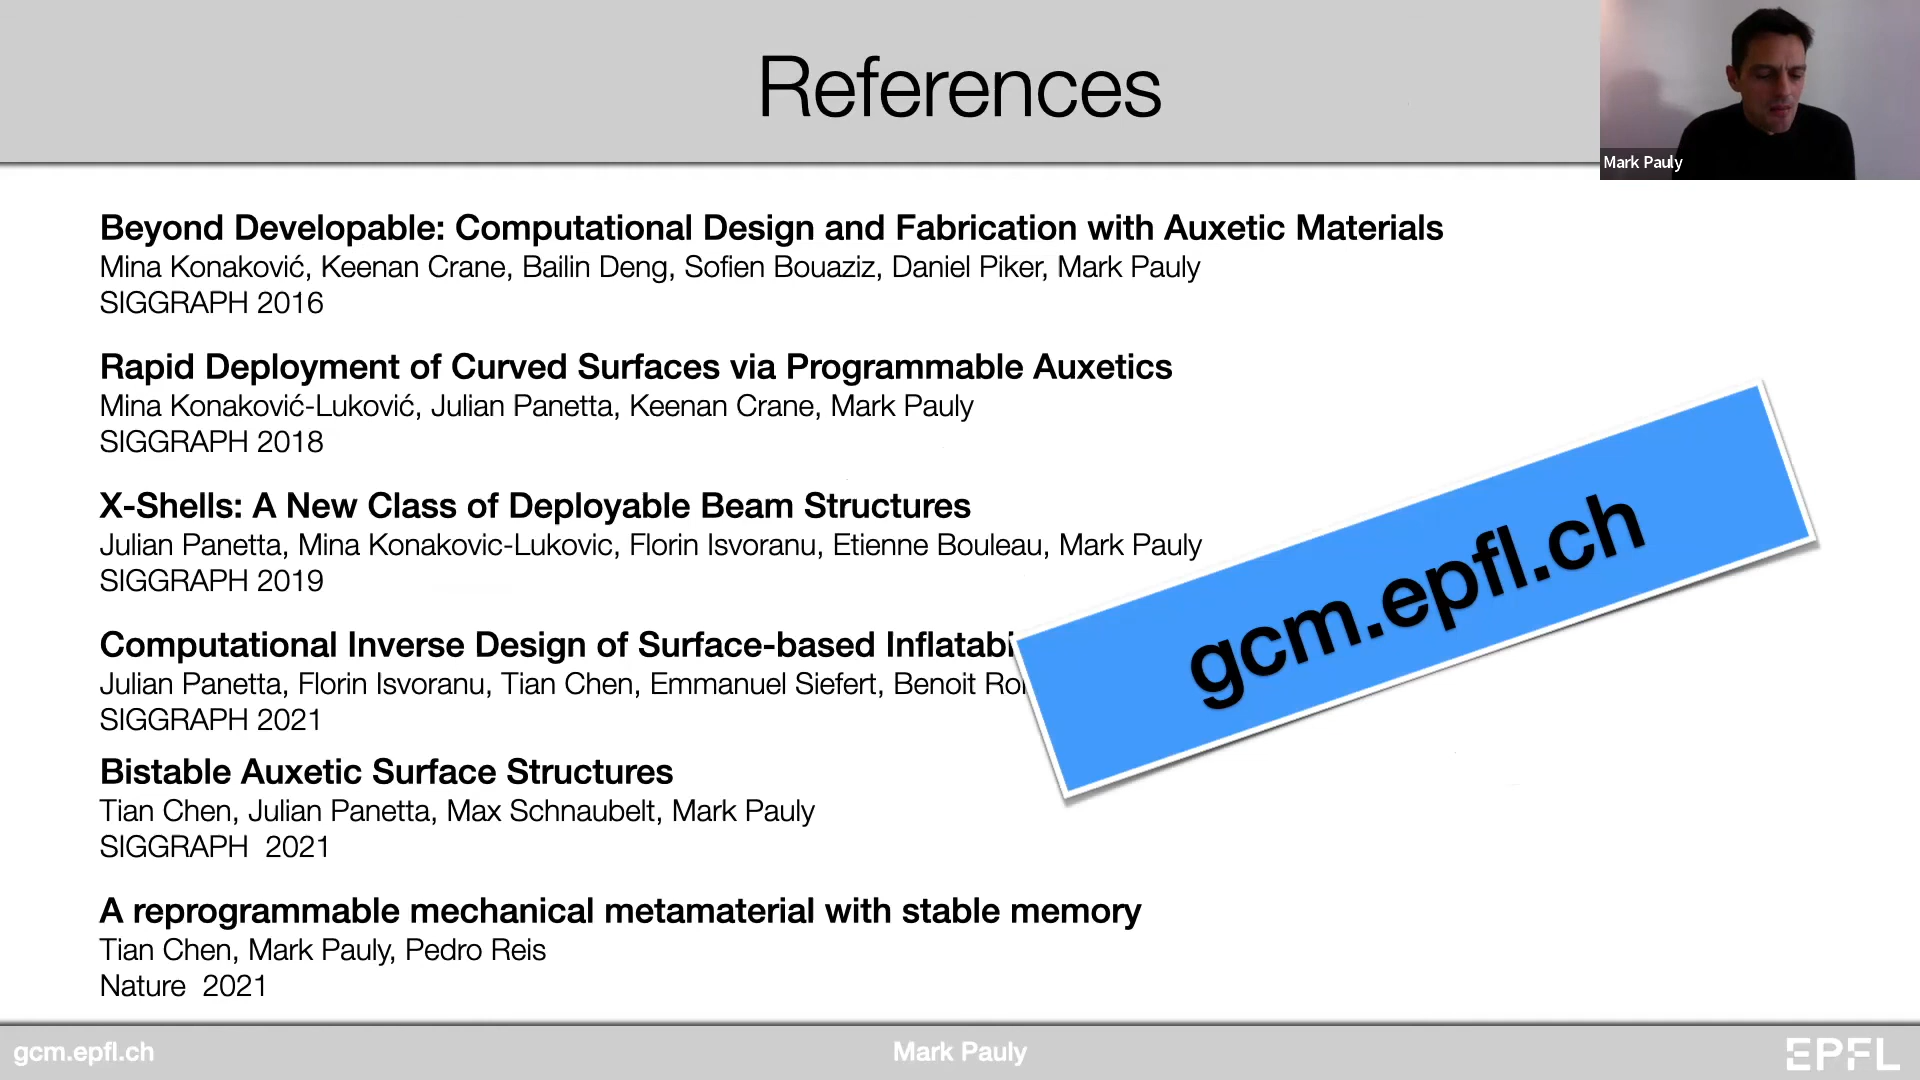 References
Mark Pauly
Beyond Developable: Computational Design and Fabrication with Auxetic Materials
Mina Konaković, Keenan Crane, Bailin Deng, Sofien Bouaziz, Daniel Piker, Mark Pauly
SIGGRAPH 2016
Rapid Deployment of Curved Surfaces via Programmable Auxetics
Mina Konaković-Luković, Julian Panetta, Keenan Crane, Mark Pauly
SIGGRAPH 2018
X-Shells: A New Class of Deployable Beam Structures
Julian Panetta, Mina Konakovic-Lukovic, Florin Isvoranu, Etienne Bouleau, Mark Pauly
SIGGRAPH 2019
Computational Inverse Design of Surface-based
Julian Panetta, Florin Isvoranu, Tian Chen, Emmanuel Siefert, Benoit
SIGGRAPH 2021
gcm.epfl.ch
Bistable Auxetic Surface Structures
Tian Chen, Julian Panetta, Max Schnaubelt, Mark Pauly
SIGGRAPH 2021
A reprogrammable mechanical metamaterial with stable memory
Tian Chen, Mark Pauly, Pedro Reis
Nature 2021
gcm.epfl.ch
Mark Pauly
EPFL